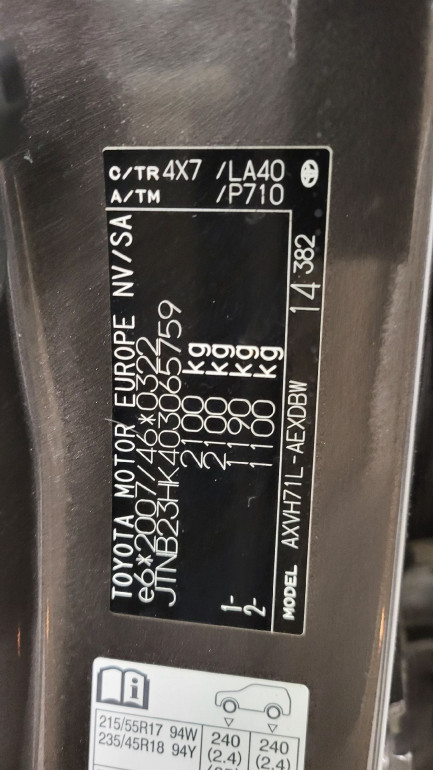 C/TR 4X7 /LA40
A/TM /P710
TOYOTA MOTOR EUROPE NV/SA
e6*2007/46*0322
JTNB23HK403065759
2100 kg
2100 kg
1- 1190 kg
2- 1100 kg
MODEL AXVH71L-AEXDBW
14 382
215/55R17 94W
235/45R18 94Y
240
(2.4)
240
(2.4)